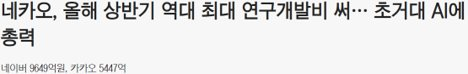 네카오, 올해 상반기 역대 최대 연구개발비 써… 초거대 AI에
총력
네이버 9649억원, 카카오 5447억